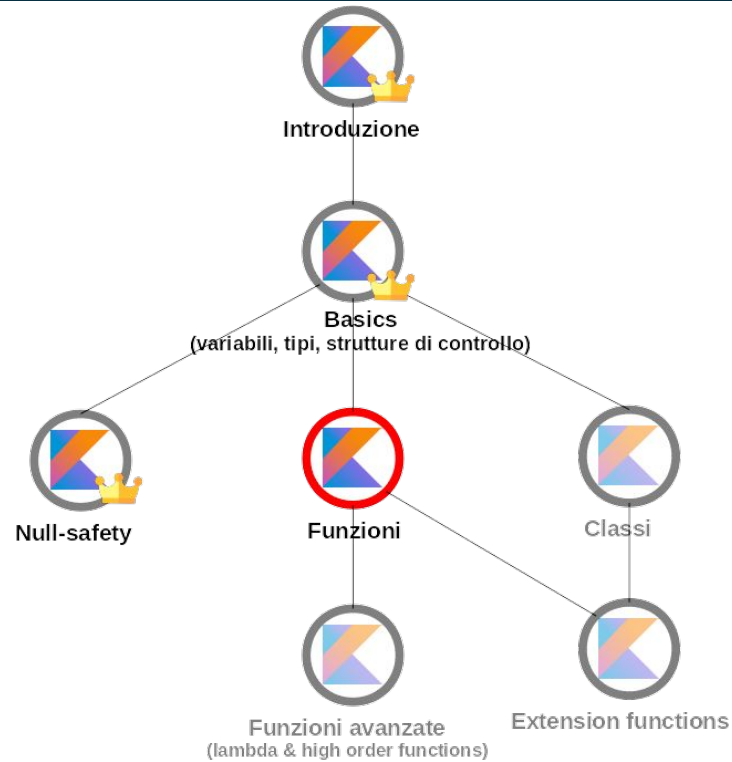 Introduzione
Basics
(variabili, tipi, strutture di controllo)
Null-safety
Funzioni
Classi
Funzioni avanzate
(lambda & high order functions)
Extension functions